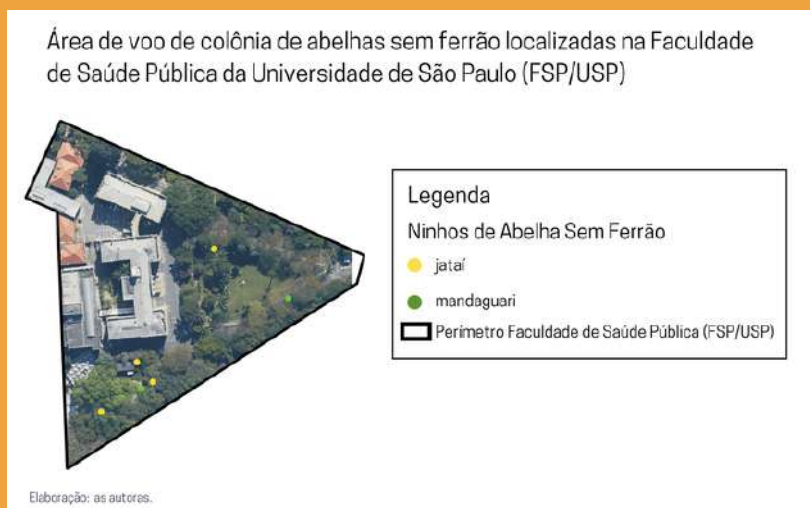 Área de voo de colônia de abelhas sem ferrão localizadas na Faculdade
de Saúde Pública da Universidade de São Paulo (FSP/USP)
Legenda
Ninhos de Abelha Sem Ferrão
jataí
mandaguari
Perímetro Faculdade de Saúde Pública (FSP/USP)
Elaboração: as autoras.